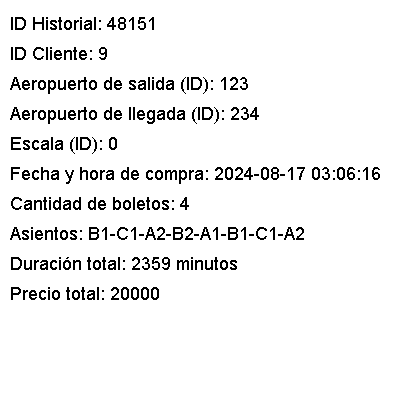 ID Historial: 48151
ID Cliente: 9
Aeropuerto de salida (ID): 123
Aeropuerto de llegada (ID): 234
Escala (ID): 0
Fecha y hora de compra: 2024-08-17 03:06:16
Cantidad de boletos: 4
Asientos: B1-C1-A2-B2-A1-B1-C1-A2
Duración total: 2359 minutos
Precio total: 20000